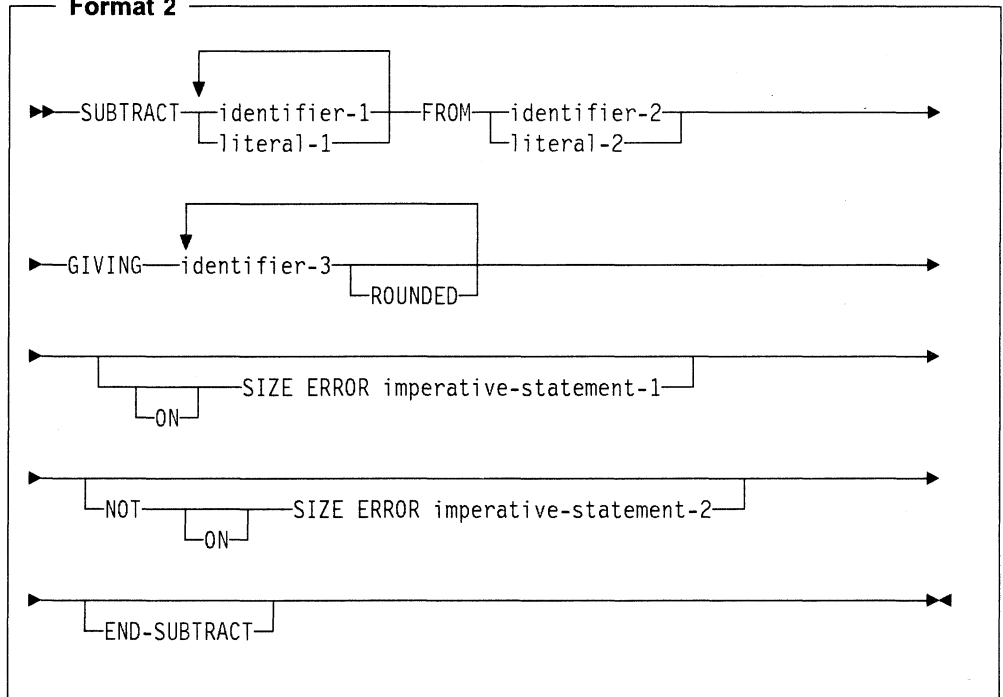 Format 2
SUBTRACT identifier-1 FROM identifier-2
literal-1 literal-2
GIVING identifier-3
ROUNDED
SIZE ERROR imperative-statement-1
ON
NOT SIZE ERROR imperative-statement-2
ON
END-SUBTRACT